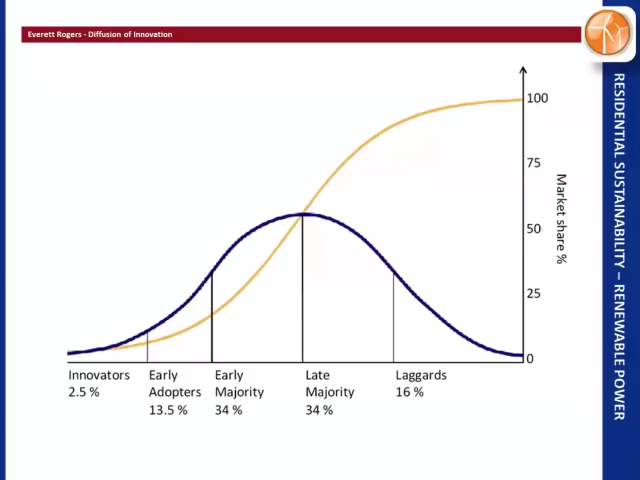 Everett Rogers - Diffusion of Innovation
100
75
50
25
0
Market share %
Innovators
2.5 %
Early
Adopters
13.5 %
Early
Majority
34 %
Late
Majority
34 %
Laggards
16 %
RESIDENTIAL SUSTAINABILITY – RENEWABLE POWER